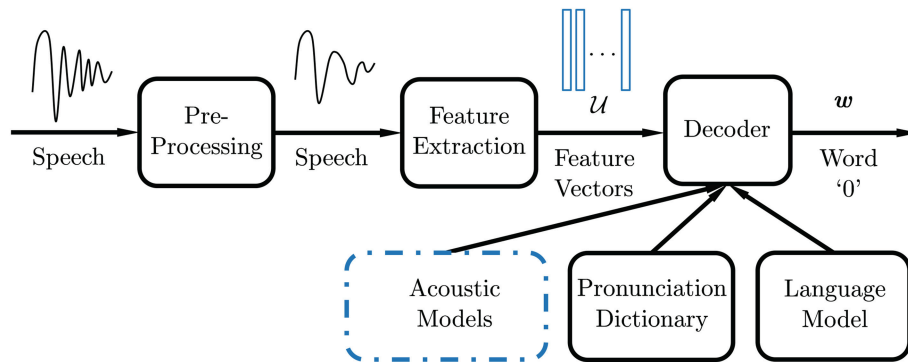 Pre-
Processing
Feature
Extraction
Decoder
Speech
Speech
. . .
𝒰
Feature
Vectors
𝒘
Word
‘0’
Acoustic
Models
Pronunciation
Dictionary
Language
Model